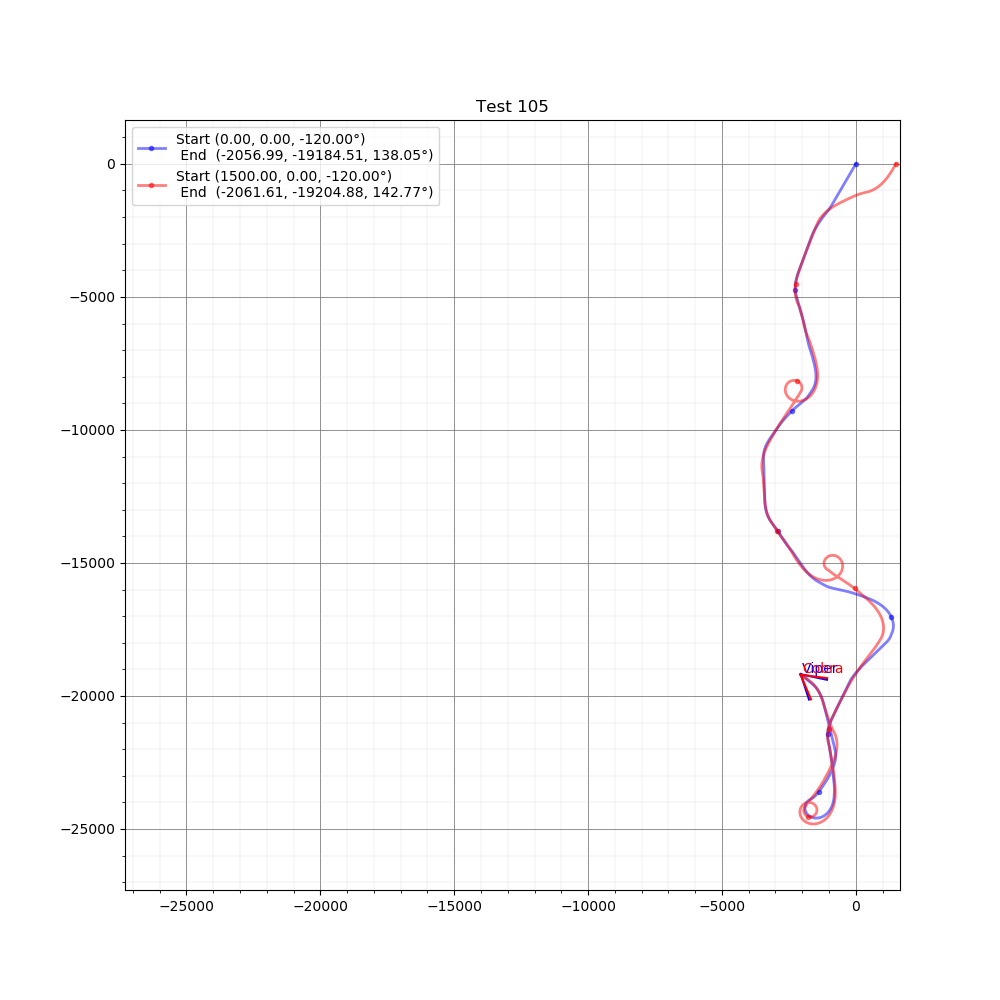 Test 105
Start (0.00, 0.00, -120.00°)
End (-2056.99, -19184.51, 138.05°)
Start (1500.00, 0.00, -120.00°)
End (-2061.61, -19204.88, 142.77°)
0
−5000
−10000
−15000
−20000
−25000
−25000 −20000 −15000 −10000 −5000 0